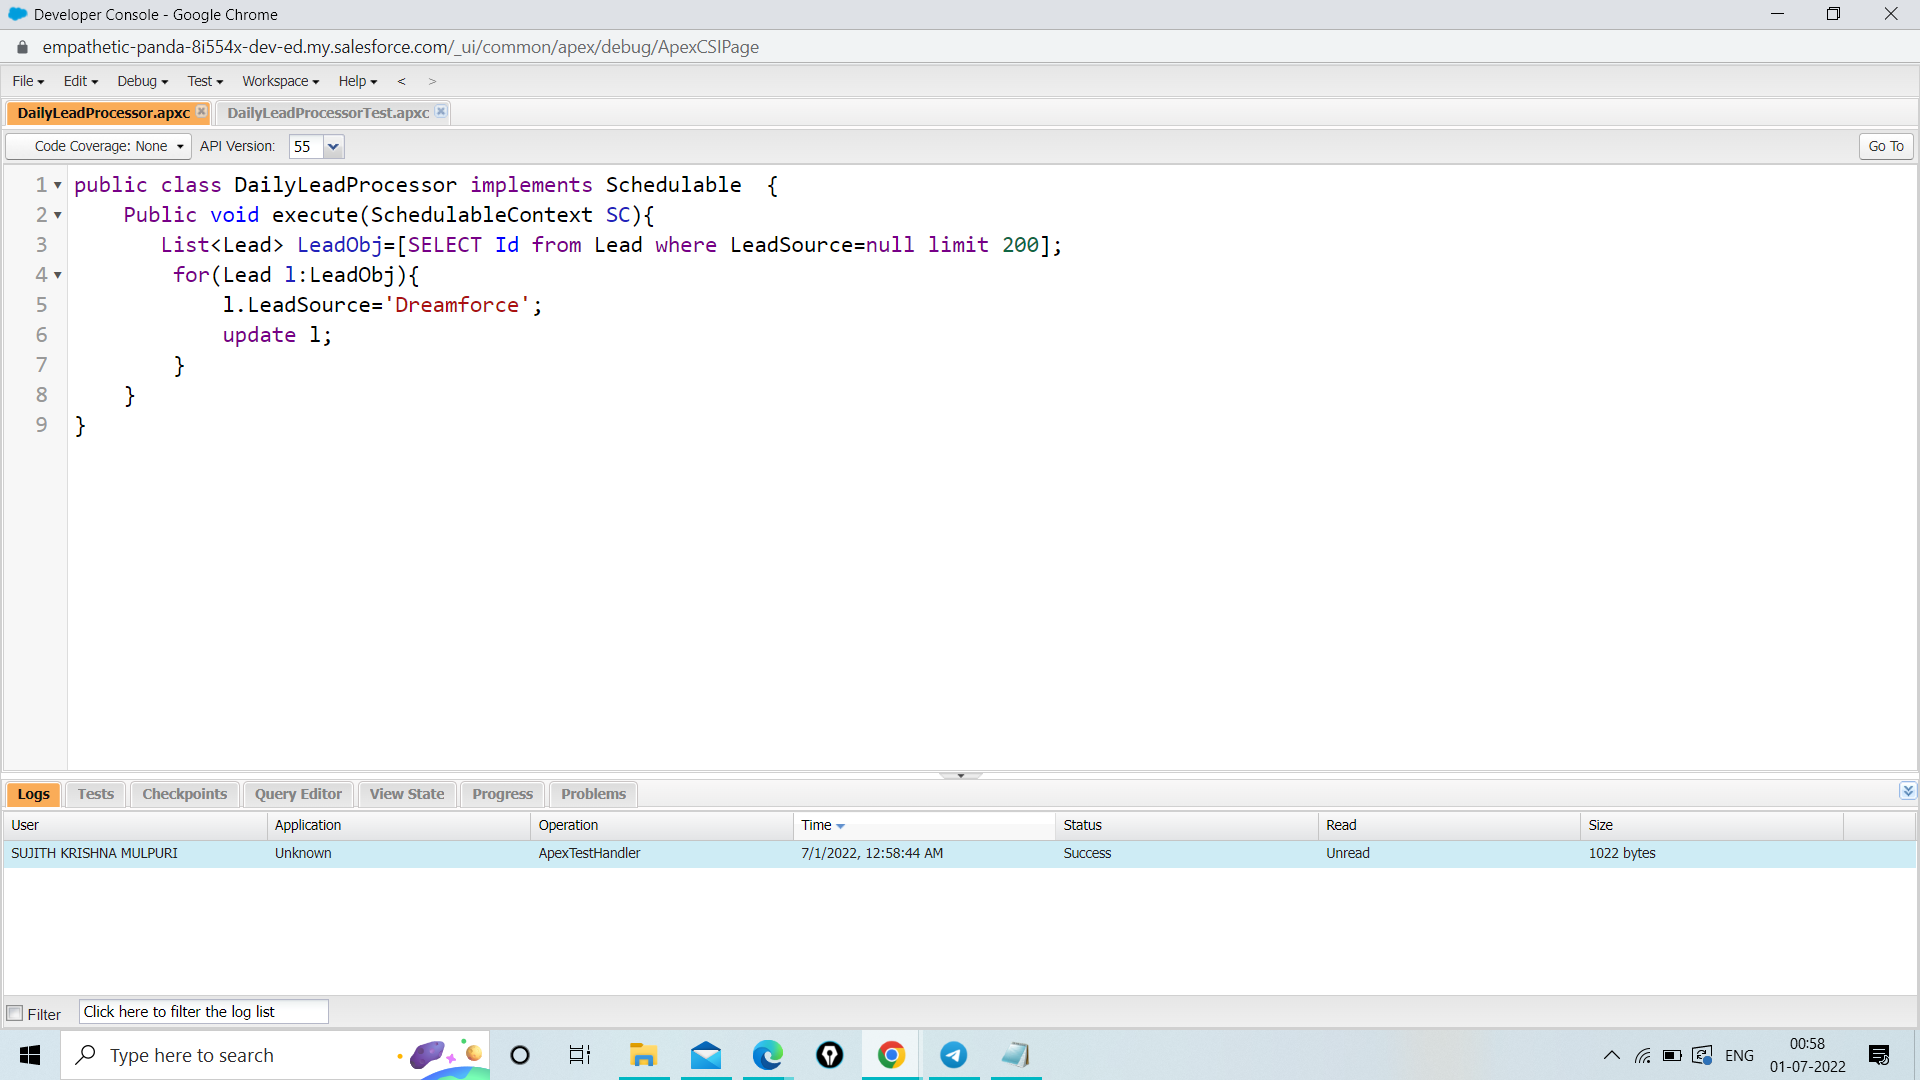 Developer Console - Google Chrome
empathetic-panda-8i554x-dev-ed.my.salesforce.com/_ui/common/apex/debug/ApexCSIPage
File Edit Debug Test Workspace Help < >
DailyLeadProcessor.apxc DailyLeadProcessorTest.apxc
Code Coverage: None API Version: 55 Go To
1 public class DailyLeadProcessor implements Schedulable {
2 Public void execute(SchedulableContext SC){
3 List<Lead> LeadObj=[SELECT Id from Lead where LeadSource=null limit 200];
4 for(Lead l:LeadObj){
5 l.LeadSource='Dreamforce';
6 update l;
7 }
8 }
9 }
Logs Tests Checkpoints Query Editor View State Progress Problems
User Application Operation Time Status Read Size
SUJITH KRISHNA MULPURI Unknown ApexTestHandler 7/1/2022, 12:58:44 AM Success Unread 1022 bytes
Filter Click here to filter the log list
Type here to search ENG 00:58
01-07-2022